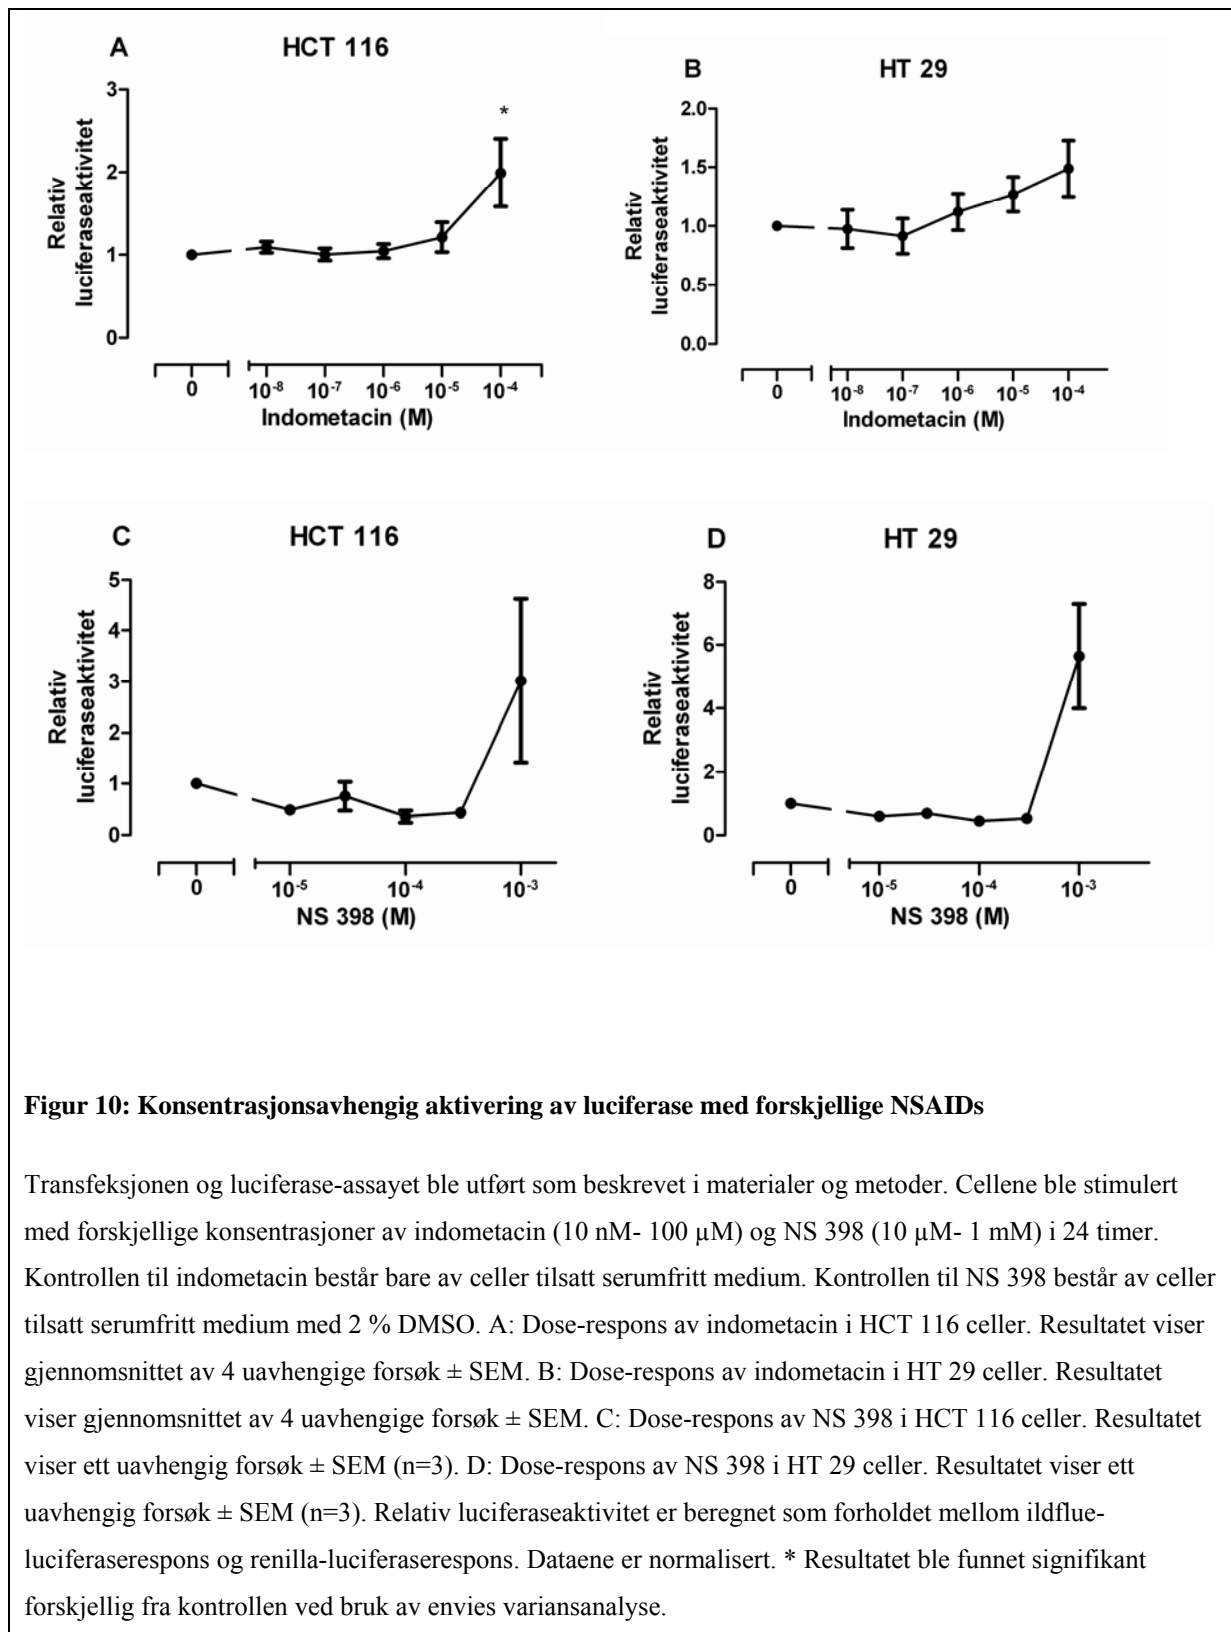 A
HCT 116
*
3
2
1
0
Relativ
luciferaseaktivitet
0
10-8
10-7
10-6
10-5
10-4
Indometacin (M)
B
HT 29
2.0
1.5
1.0
0.5
0.0
Relativ
luciferaseaktivitet
0
10-8
10-7
10-6
10-5
10-4
Indometacin (M)
C
HCT 116
5
4
3
2
1
0
Relativ
luciferaseaktivitet
0
10-5
10-4
10-3
NS 398 (M)
D
HT 29
8
6
4
2
0
Relativ
luciferaseaktivitet
0
10-5
10-4
10-3
NS 398 (M)
Figur 10: Konsentrasjonsavhengig aktivering av luciferase med forskjellige NSAIDs
Transfeksjonen og luciferase-assayet ble utført som beskrevet i materialer og metoder. Cellene ble stimulert
med forskjellige konsentrasjoner av indometacin (10 nM- 100 µM) og NS 398 (10 µM- 1 mM) i 24 timer.
Kontrollen til indometacin består bare av celler tilsatt serumfritt medium. Kontrollen til NS 398 består av celler
tilsatt serumfritt medium med 2 % DMSO. A: Dose-respons av indometacin i HCT 116 celler. Resultatet viser
gjennomsnittet av 4 uavhengige forsøk ± SEM. B: Dose-respons av indometacin i HT 29 celler. Resultatet
viser gjennomsnittet av 4 uavhengige forsøk ± SEM. C: Dose-respons av NS 398 i HCT 116 celler. Resultatet
viser ett uavhengig forsøk ± SEM (n=3). D: Dose-respons av NS 398 i HT 29 celler. Resultatet viser ett
uavhengig forsøk ± SEM (n=3). Relativ luciferaseaktivitet er beregnet som forholdet mellom ildflue-
luciferaserespons og renilla-luciferaserespons. Dataene er normalisert. * Resultatet ble funnet signifikant
forskjellig fra kontrollen ved bruk av envies variansanalyse.